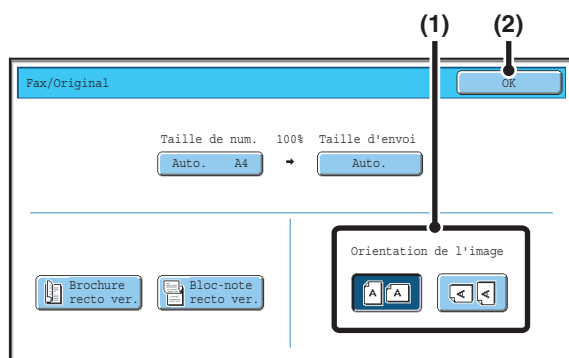 (1) (2)
Fax/Original OK
Taille de num. 100% Taille d'envoi
Auto. A4 → Auto.
Orientation de l'image
Brochure
recto ver.
Bloc-note
recto ver.
A A A A